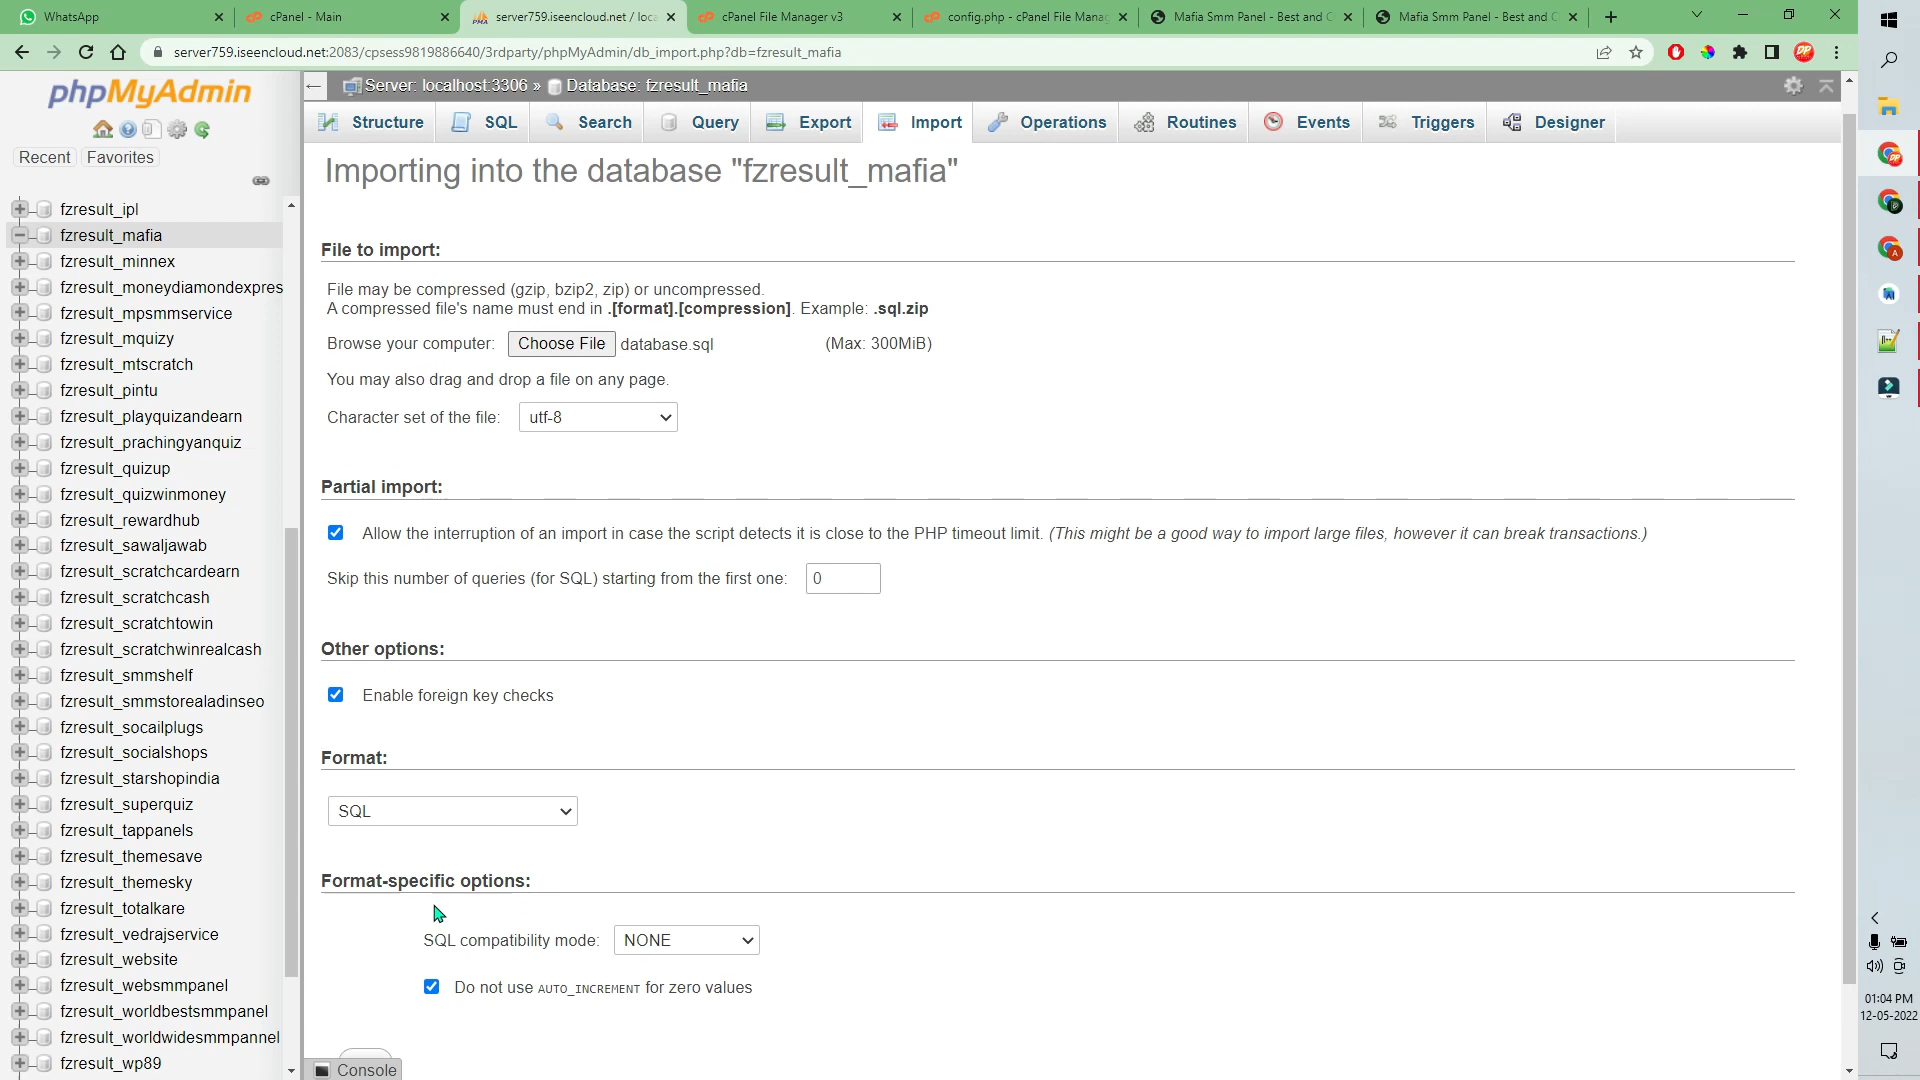 WhatsApp
cPanel - Main
server759.iseencloud.net / loca
cPanel File Manager v3
config.php - cPanel File Manag
Mafia Smm Panel - Best and C
Mafia Smm Panel - Best and C
server759.iseencloud.net:2083/cpsess9819886640/3rdparty/phpMyAdmin/db_import.php?db=fzresult_mafia
phpMyAdmin
Recent Favorites
fzresult_ipl
fzresult_mafia
fzresult_minnex
fzresult_moneydiamondexpres
fzresult_mpsmmservice
fzresult_mquizy
fzresult_mtscratch
fzresult_pintu
fzresult_playquizandearn
fzresult_prachingyanquiz
fzresult_quizup
fzresult_quizwinmoney
fzresult_rewardhub
fzresult_sawaljawab
fzresult_scratchcardearn
fzresult_scratchcash
fzresult_scratchtowin
fzresult_scratchwinrealcash
fzresult_smmshelf
fzresult_smmstorealadinseo
fzresult_socailplugs
fzresult_socialshops
fzresult_starshopindia
fzresult_superquiz
fzresult_tappanels
fzresult_themesave
fzresult_themesky
fzresult_totalkare
fzresult_vedrajservice
fzresult_website
fzresult_websmmpanel
fzresult_worldbestsmmpanel
fzresult_worldwidesmmpannel
fzresult_wp89
Server: localhost:3306 » Database: fzresult_mafia
Structure SQL Search Query Export Import Operations Routines Events Triggers Designer
Importing into the database "fzresult_mafia"
File to import:
File may be compressed (gzip, bzip2, zip) or uncompressed.
A compressed file's name must end in .[format].[compression]. Example: .sql.zip
Browse your computer: Choose File database.sql (Max: 300MiB)
You may also drag and drop a file on any page.
Character set of the file: utf-8
Partial import:
Allow the interruption of an import in case the script detects it is close to the PHP timeout limit. (This might be a good way to import large files, however it can break transactions.)
Skip this number of queries (for SQL) starting from the first one: 0
Other options:
Enable foreign key checks
Format:
SQL
Format-specific options:
SQL compatibility mode: NONE
Do not use AUTO_INCREMENT for zero values
Console
01:04 PM
12-05-2022